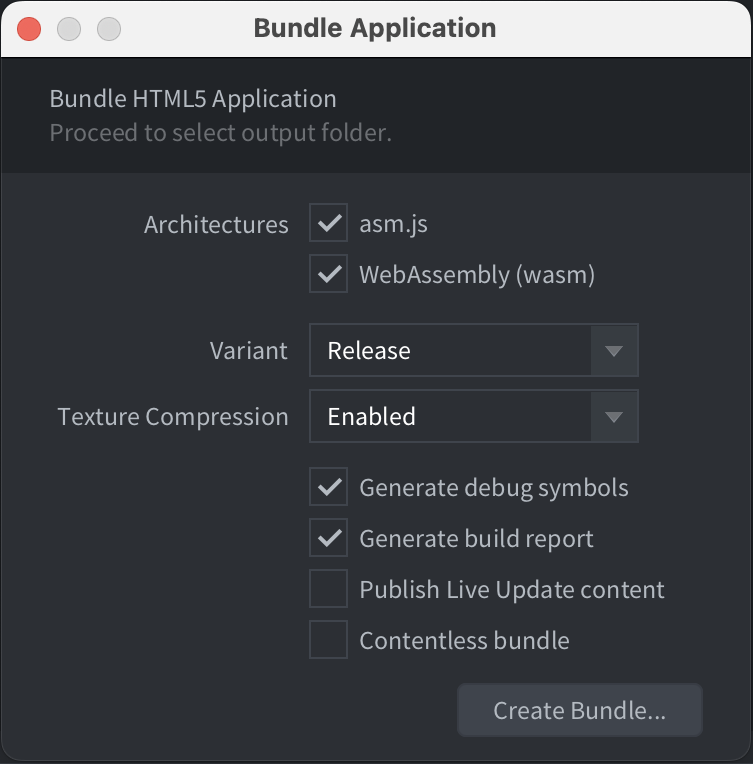 Bundle Application
Bundle HTML5 Application
Proceed to select output folder.
Architectures asm.js
WebAssembly (wasm)
Variant Release
Texture Compression Enabled
Generate debug symbols
Generate build report
Publish Live Update content
Contentless bundle
Create Bundle...